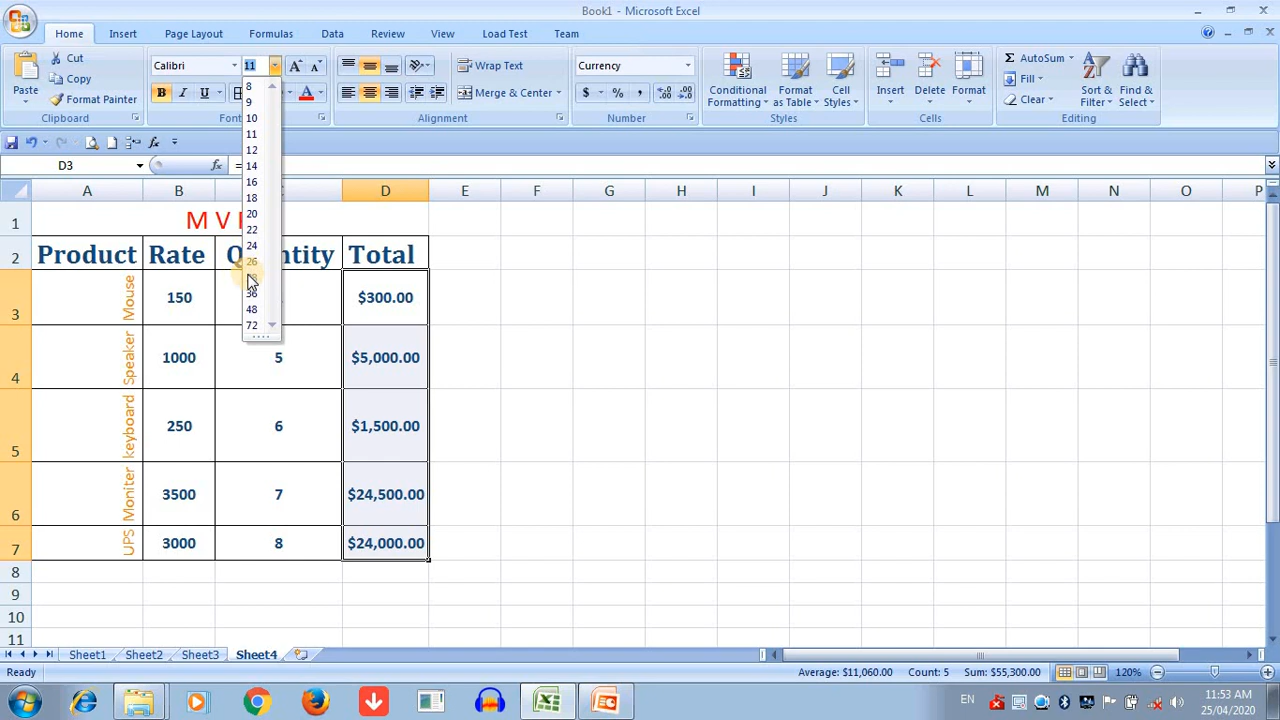 Book1 - Microsoft Excel
Home Insert Page Layout Formulas Data Review View Load Test Team
Paste
Cut
Copy
Format Painter
Clipboard
Calibri 11
B I U
Font
Wrap Text
Merge & Center
Alignment
Currency
$ % ,
Number
Conditional Formatting
Format as Table
Cell Styles
Styles
Insert Delete Format
Cells
AutoSum
Fill
Clear
Sort & Filter
Find & Select
Editing
D3 fx =
8
9
10
11
12
14
16
18
20
22
24
26
36
48
72
A B C D E F G H I J K L M N O P
1 M V
2 Product Rate Total
3 Mouse 150 $300.00
4 Speaker 1000 5 $5,000.00
5 keyboard 250 6 $1,500.00
6 Moniter 3500 7 $24,500.00
7 UPS 3000 8 $24,000.00
8
9
10
11
Sheet1 Sheet2 Sheet3 Sheet4
Ready Average: $11,060.00 Count: 5 Sum: $55,300.00 120%
EN 11:53 AM
25/04/2020